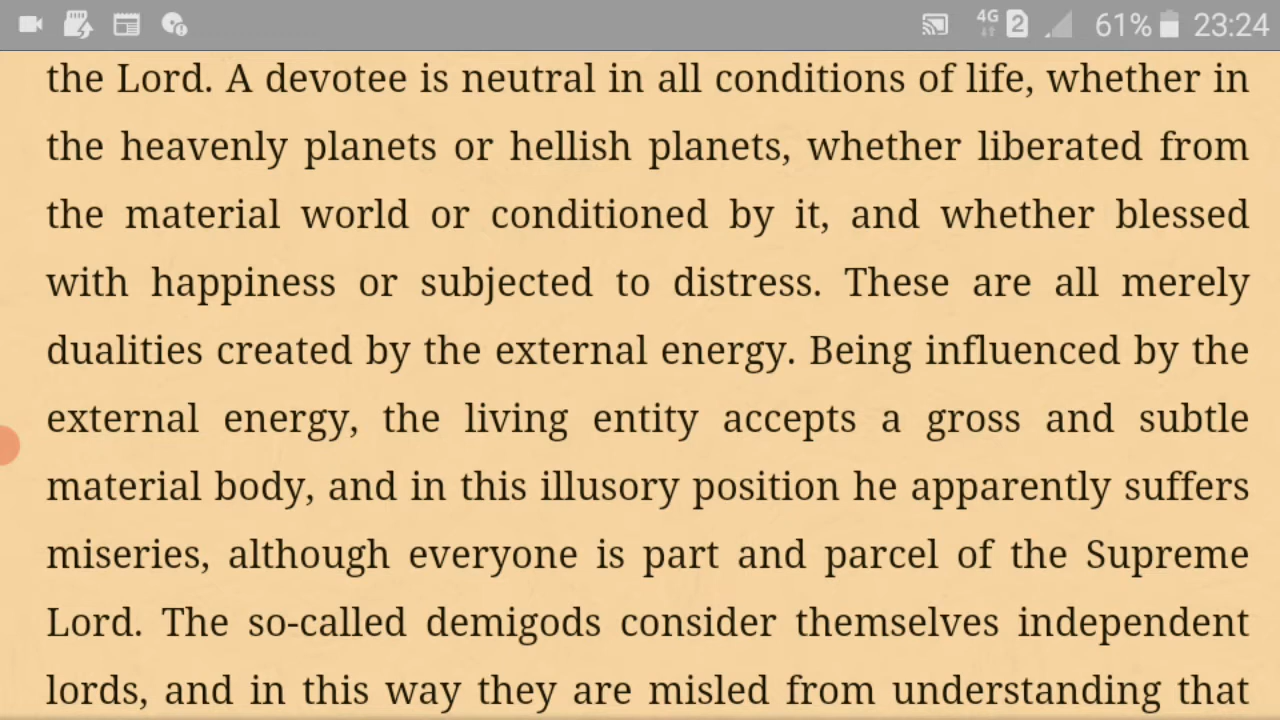 4G 2 61% 23:24
the Lord. A devotee is neutral in all conditions of life, whether in
the heavenly planets or hellish planets, whether liberated from
the material world or conditioned by it, and whether blessed
with happiness or subjected to distress. These are all merely
dualities created by the external energy. Being influenced by the
external energy, the living entity accepts a gross and subtle
material body, and in this illusory position he apparently suffers
miseries, although everyone is part and parcel of the Supreme
Lord. The so-called demigods consider themselves independent
lords, and in this way they are misled from understanding that